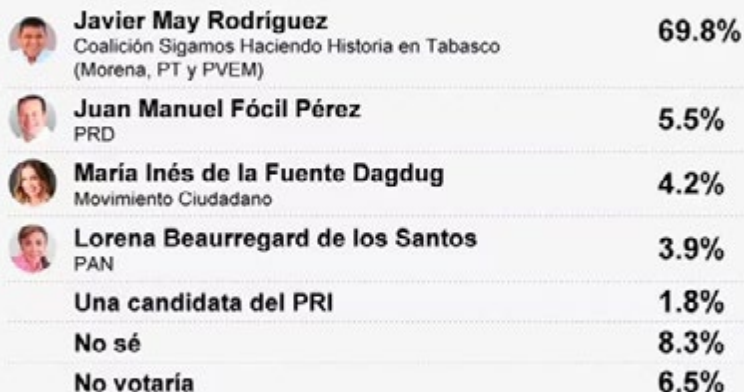 Javier May Rodríguez
69.8%
Coalición Sigamos Haciendo Historia en Tabasco
(Morena, PT y PVEM)
Juan Manuel Fócil Pérez
5.5%
PRD
María Inés de la Fuente Dagdug
4.2%
Movimiento Ciudadano
Lorena Beaurregard de los Santos
3.9%
PAN
Una candidata del PRI
1.8%
No sé
8.3%
No votaría
6.5%